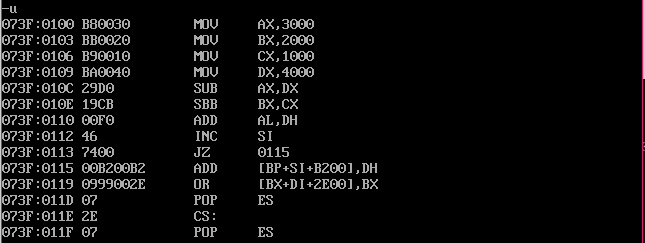 -u
073F:0100 B80030 MOV AX,3000
073F:0103 BB0020 MOV BX,2000
073F:0106 B90010 MOV CX,1000
073F:0109 BA0040 MOV DX,4000
073F:010C 29D0 SUB AX,DX
073F:010E 19CB SBB BX,CX
073F:0110 00F0 ADD AL,DH
073F:0112 46 INC SI
073F:0113 7400 JZ 0115
073F:0115 00B200B2 ADD [BP+SI+B200],DH
073F:0119 0999002E OR [BX+DI+2E00],BX
073F:011D 07 POP ES
073F:011E 2E CS:
073F:011F 07 POP ES